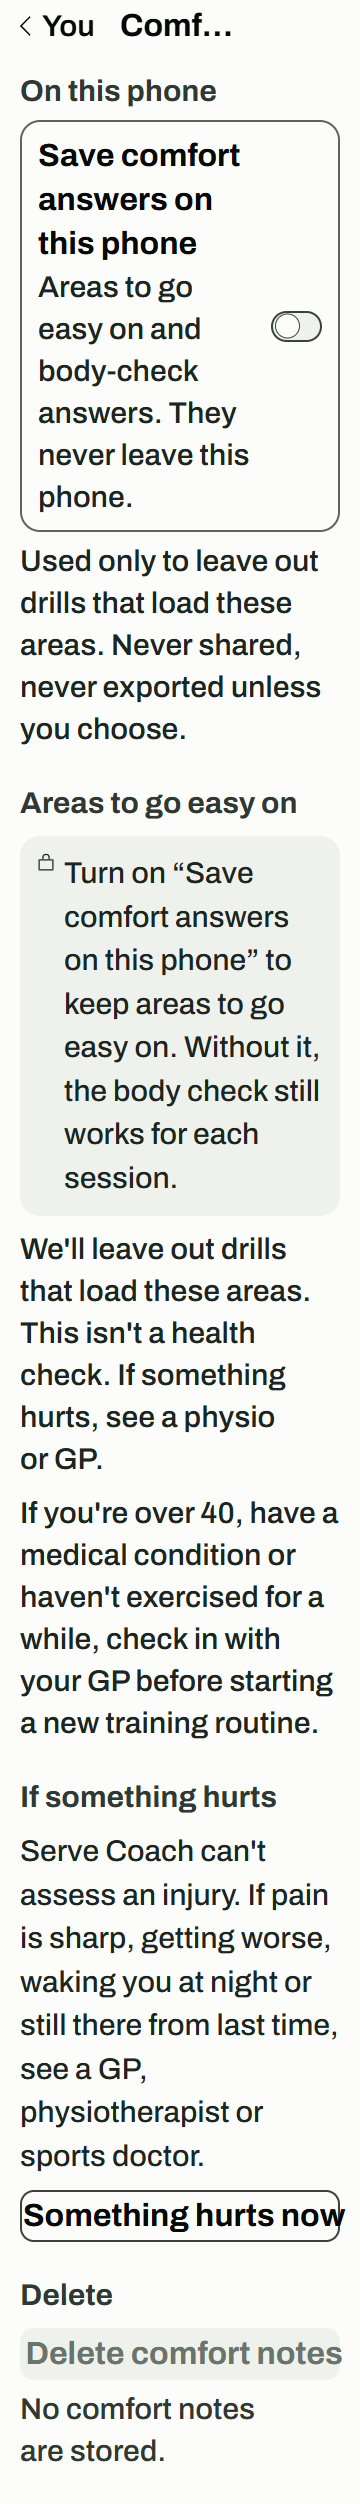 You Comf...
On this phone
Save comfort
answers on
this phone
Areas to go
easy on and
body-check
answers. They
never leave this
phone.
Used only to leave out
drills that load these
areas. Never shared,
never exported unless
you choose.
Areas to go easy on
Turn on “Save
comfort answers
on this phone” to
keep areas to go
easy on. Without it,
the body check still
works for each
session.
We'll leave out drills
that load these areas.
This isn't a health
check. If something
hurts, see a physio
or GP.
If you're over 40, have a
medical condition or
haven't exercised for a
while, check in with
your GP before starting
a new training routine.
If something hurts
Serve Coach can't
assess an injury. If pain
is sharp, getting worse,
waking you at night or
still there from last time,
see a GP,
physiotherapist or
sports doctor.
Something hurts now
Delete
Delete comfort notes
No comfort notes
are stored.